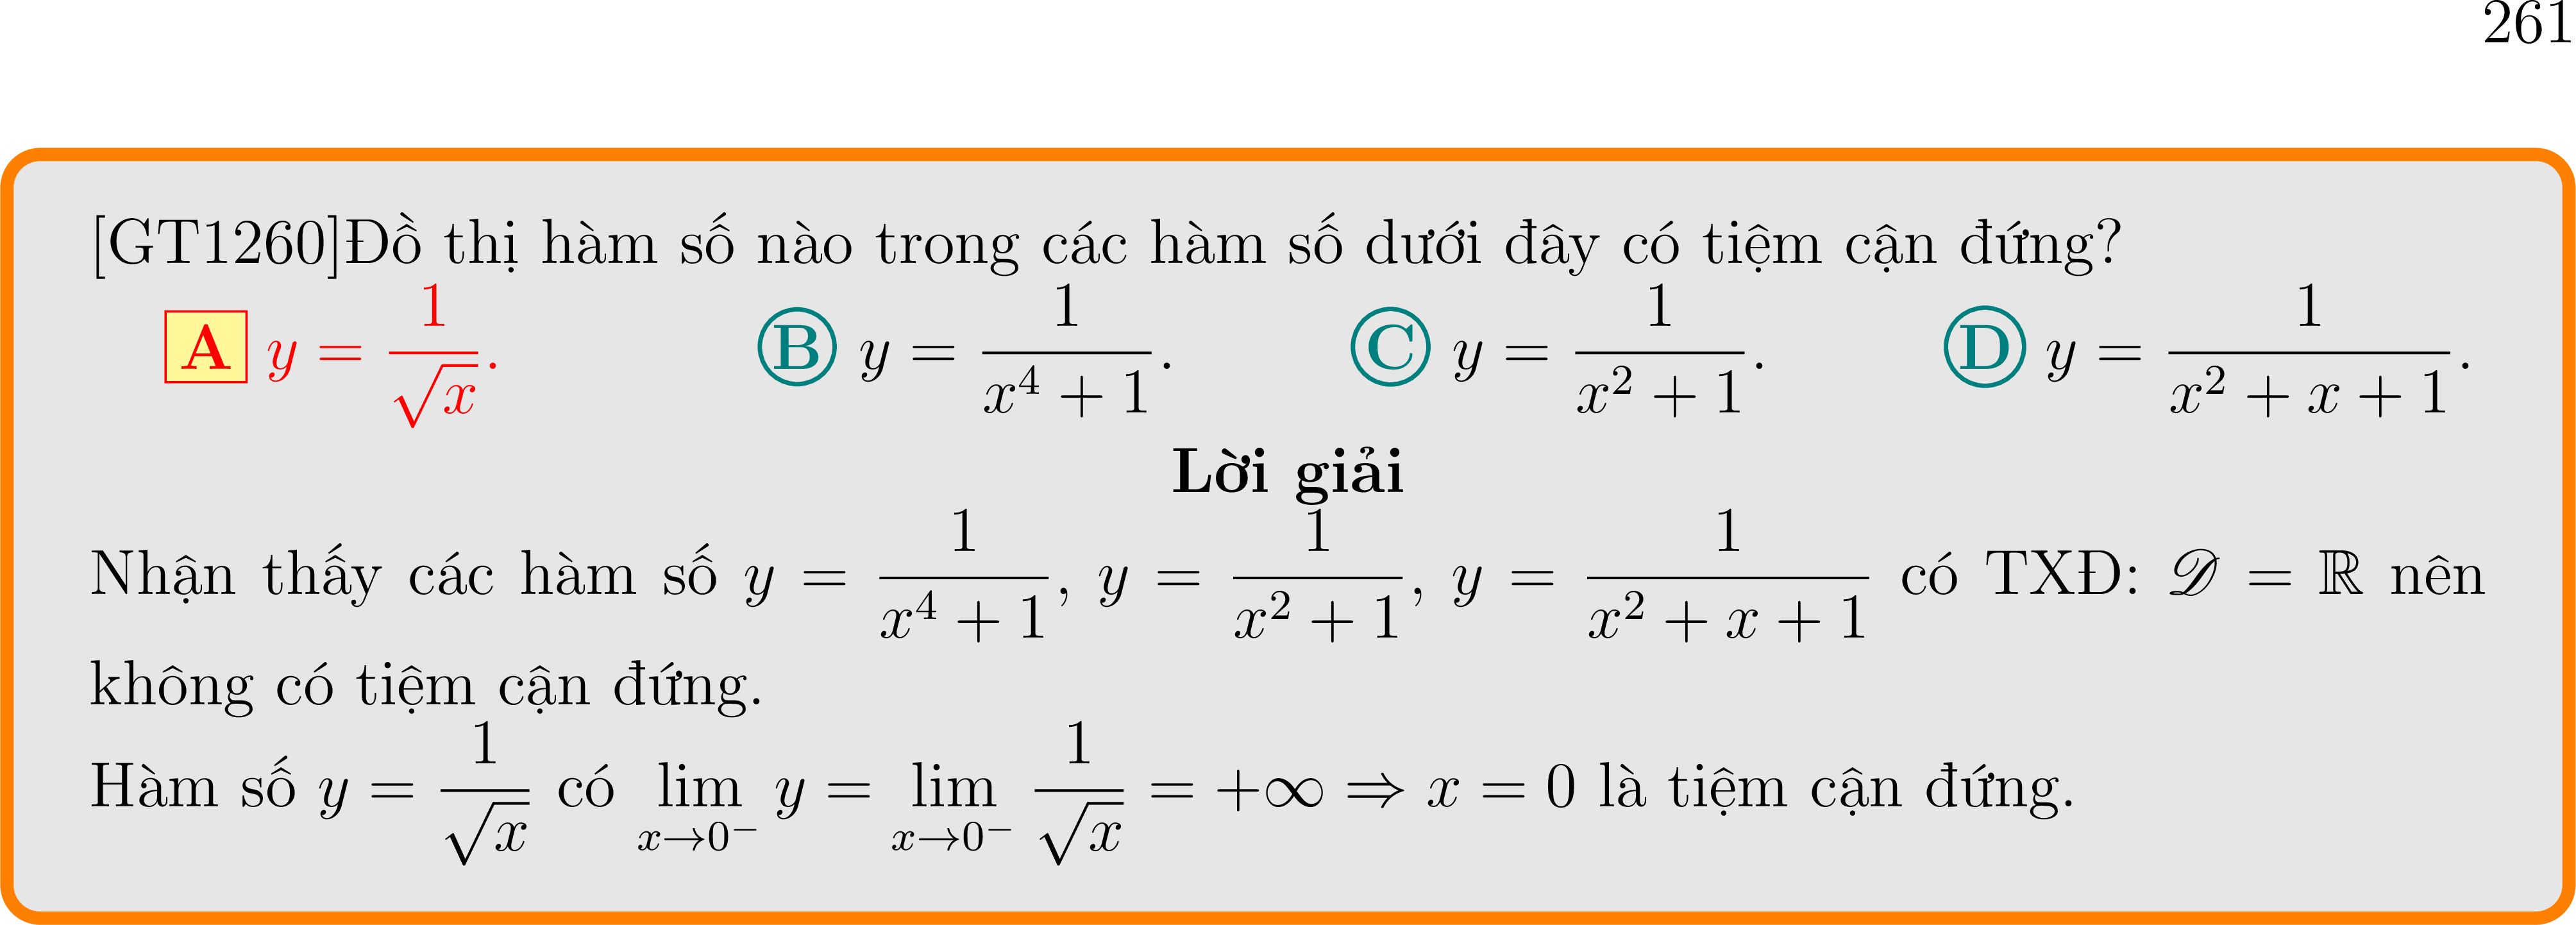 261
[GT1260]Đồ thị hàm số nào trong các hàm số dưới đây có tiệm cận đứng?
A $y = \frac{1}{\sqrt{x}}$. B $y = \frac{1}{x^4 + 1}$. C $y = \frac{1}{x^2 + 1}$. D $y = \frac{1}{x^2 + x + 1}$.
Lời giải
Nhận thấy các hàm số $y = \frac{1}{x^4 + 1}$, $y = \frac{1}{x^2 + 1}$, $y = \frac{1}{x^2 + x + 1}$ có TXĐ: $\mathscr{D} = \mathbb{R}$ nên
không có tiệm cận đứng.
Hàm số $y = \frac{1}{\sqrt{x}}$ có $\lim\limits_{x \to 0^-} y = \lim\limits_{x \to 0^-} \frac{1}{\sqrt{x}} = +\infty \Rightarrow x = 0$ là tiệm cận đứng.